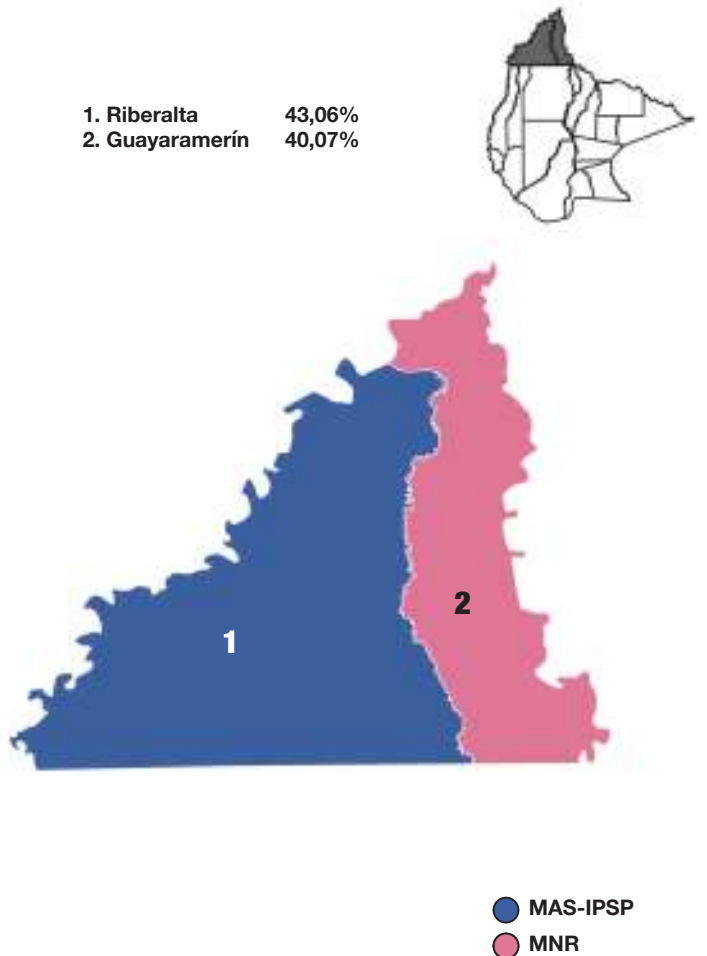 1. Riberalta 43,06%
2. Guayaramerín 40,07%
1
2
MAS-IPSP
MNR